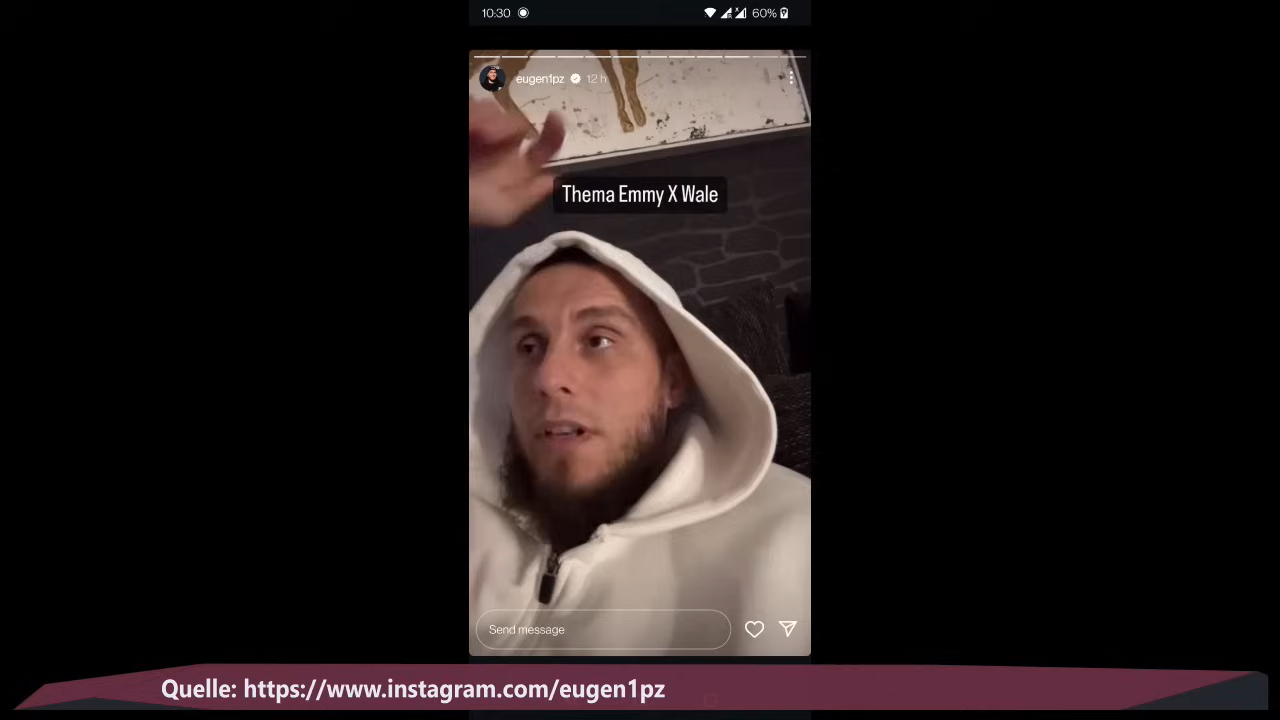 10:30
60%
eugen1pz 12 h
Thema Emmy X Wale
Send message
Quelle: https://www.instagram.com/eugen1pz